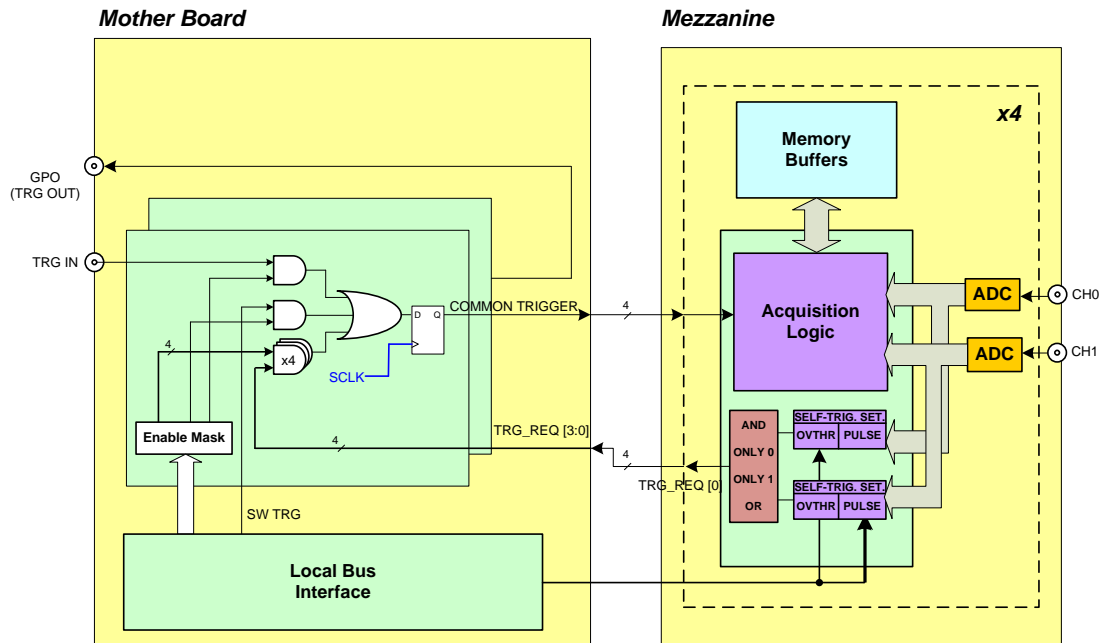 Mother Board
Mezzanine
x4
Memory
Buffers
GPO
(TRG OUT)
TRG IN
D Q
COMMON TRIGGER
4
Acquisition
Logic
ADC
CH0
ADC
CH1
4
x4
SCLK
Enable Mask
4
TRG_REQ [3:0]
4
TRG_REQ [0]
AND
ONLY 0
ONLY 1
OR
SELF-TRIG. SET.
OVTHR PULSE
SELF-TRIG. SET.
OVTHR PULSE
SW TRG
Local Bus
Interface